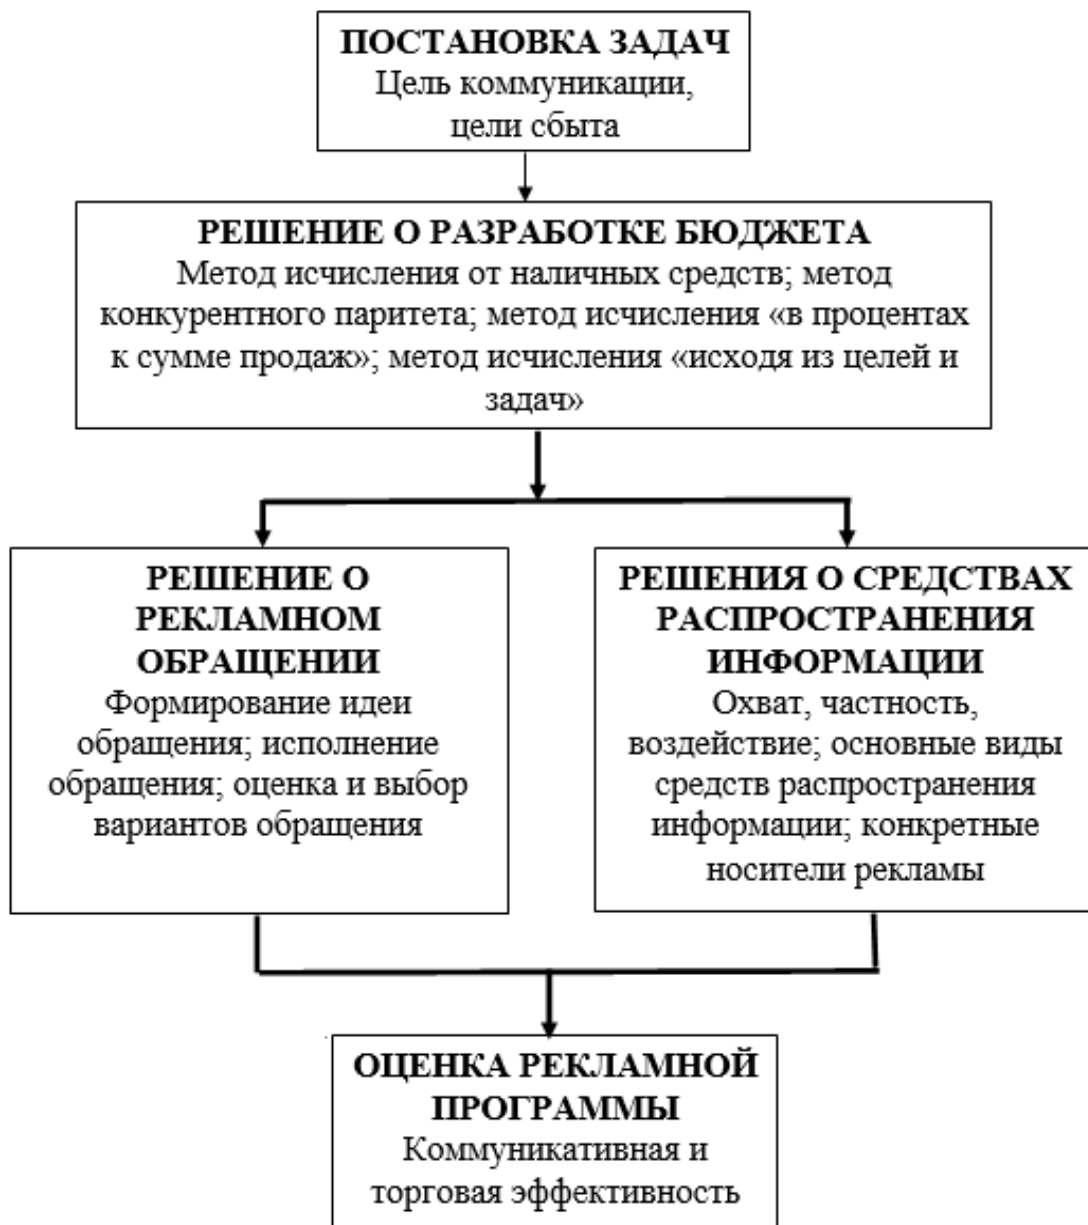 ПОСТАНОВКА ЗАДАЧ
Цель коммуникации,
цели сбыта
РЕШЕНИЕ О РАЗРАБОТКЕ БЮДЖЕТА
Метод исчисления от наличных средств; метод
конкурентного паритета; метод исчисления «в процентах
к сумме продаж»; метод исчисления «исходя из целей и
задач»
РЕШЕНИЕ О
РЕКЛАМНОМ
ОБРАЩЕНИИ
Формирование идеи
обращения; исполнение
обращения; оценка и выбор
вариантов обращения
РЕШЕНИЯ О СРЕДСТВАХ
РАСПРОСТРАНЕНИЯ
ИНФОРМАЦИИ
Охват, частность,
воздействие; основные виды
средств распространения
информации; конкретные
носители рекламы
ОЦЕНКА РЕКЛАМНОЙ
ПРОГРАММЫ
Коммуникативная и
торговая эффективность